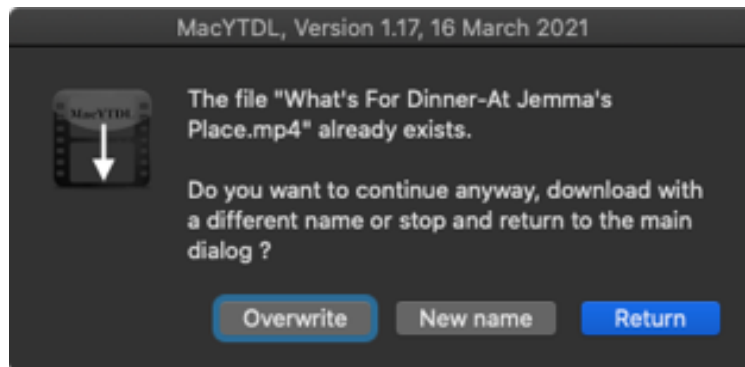 MacYTDL, Version 1.17, 16 March 2021
MacYTDL
The file "What's For Dinner-At Jemma's
Place.mp4" already exists.
Do you want to continue anyway, download with
a different name or stop and return to the main
dialog ?
Overwrite New name Return